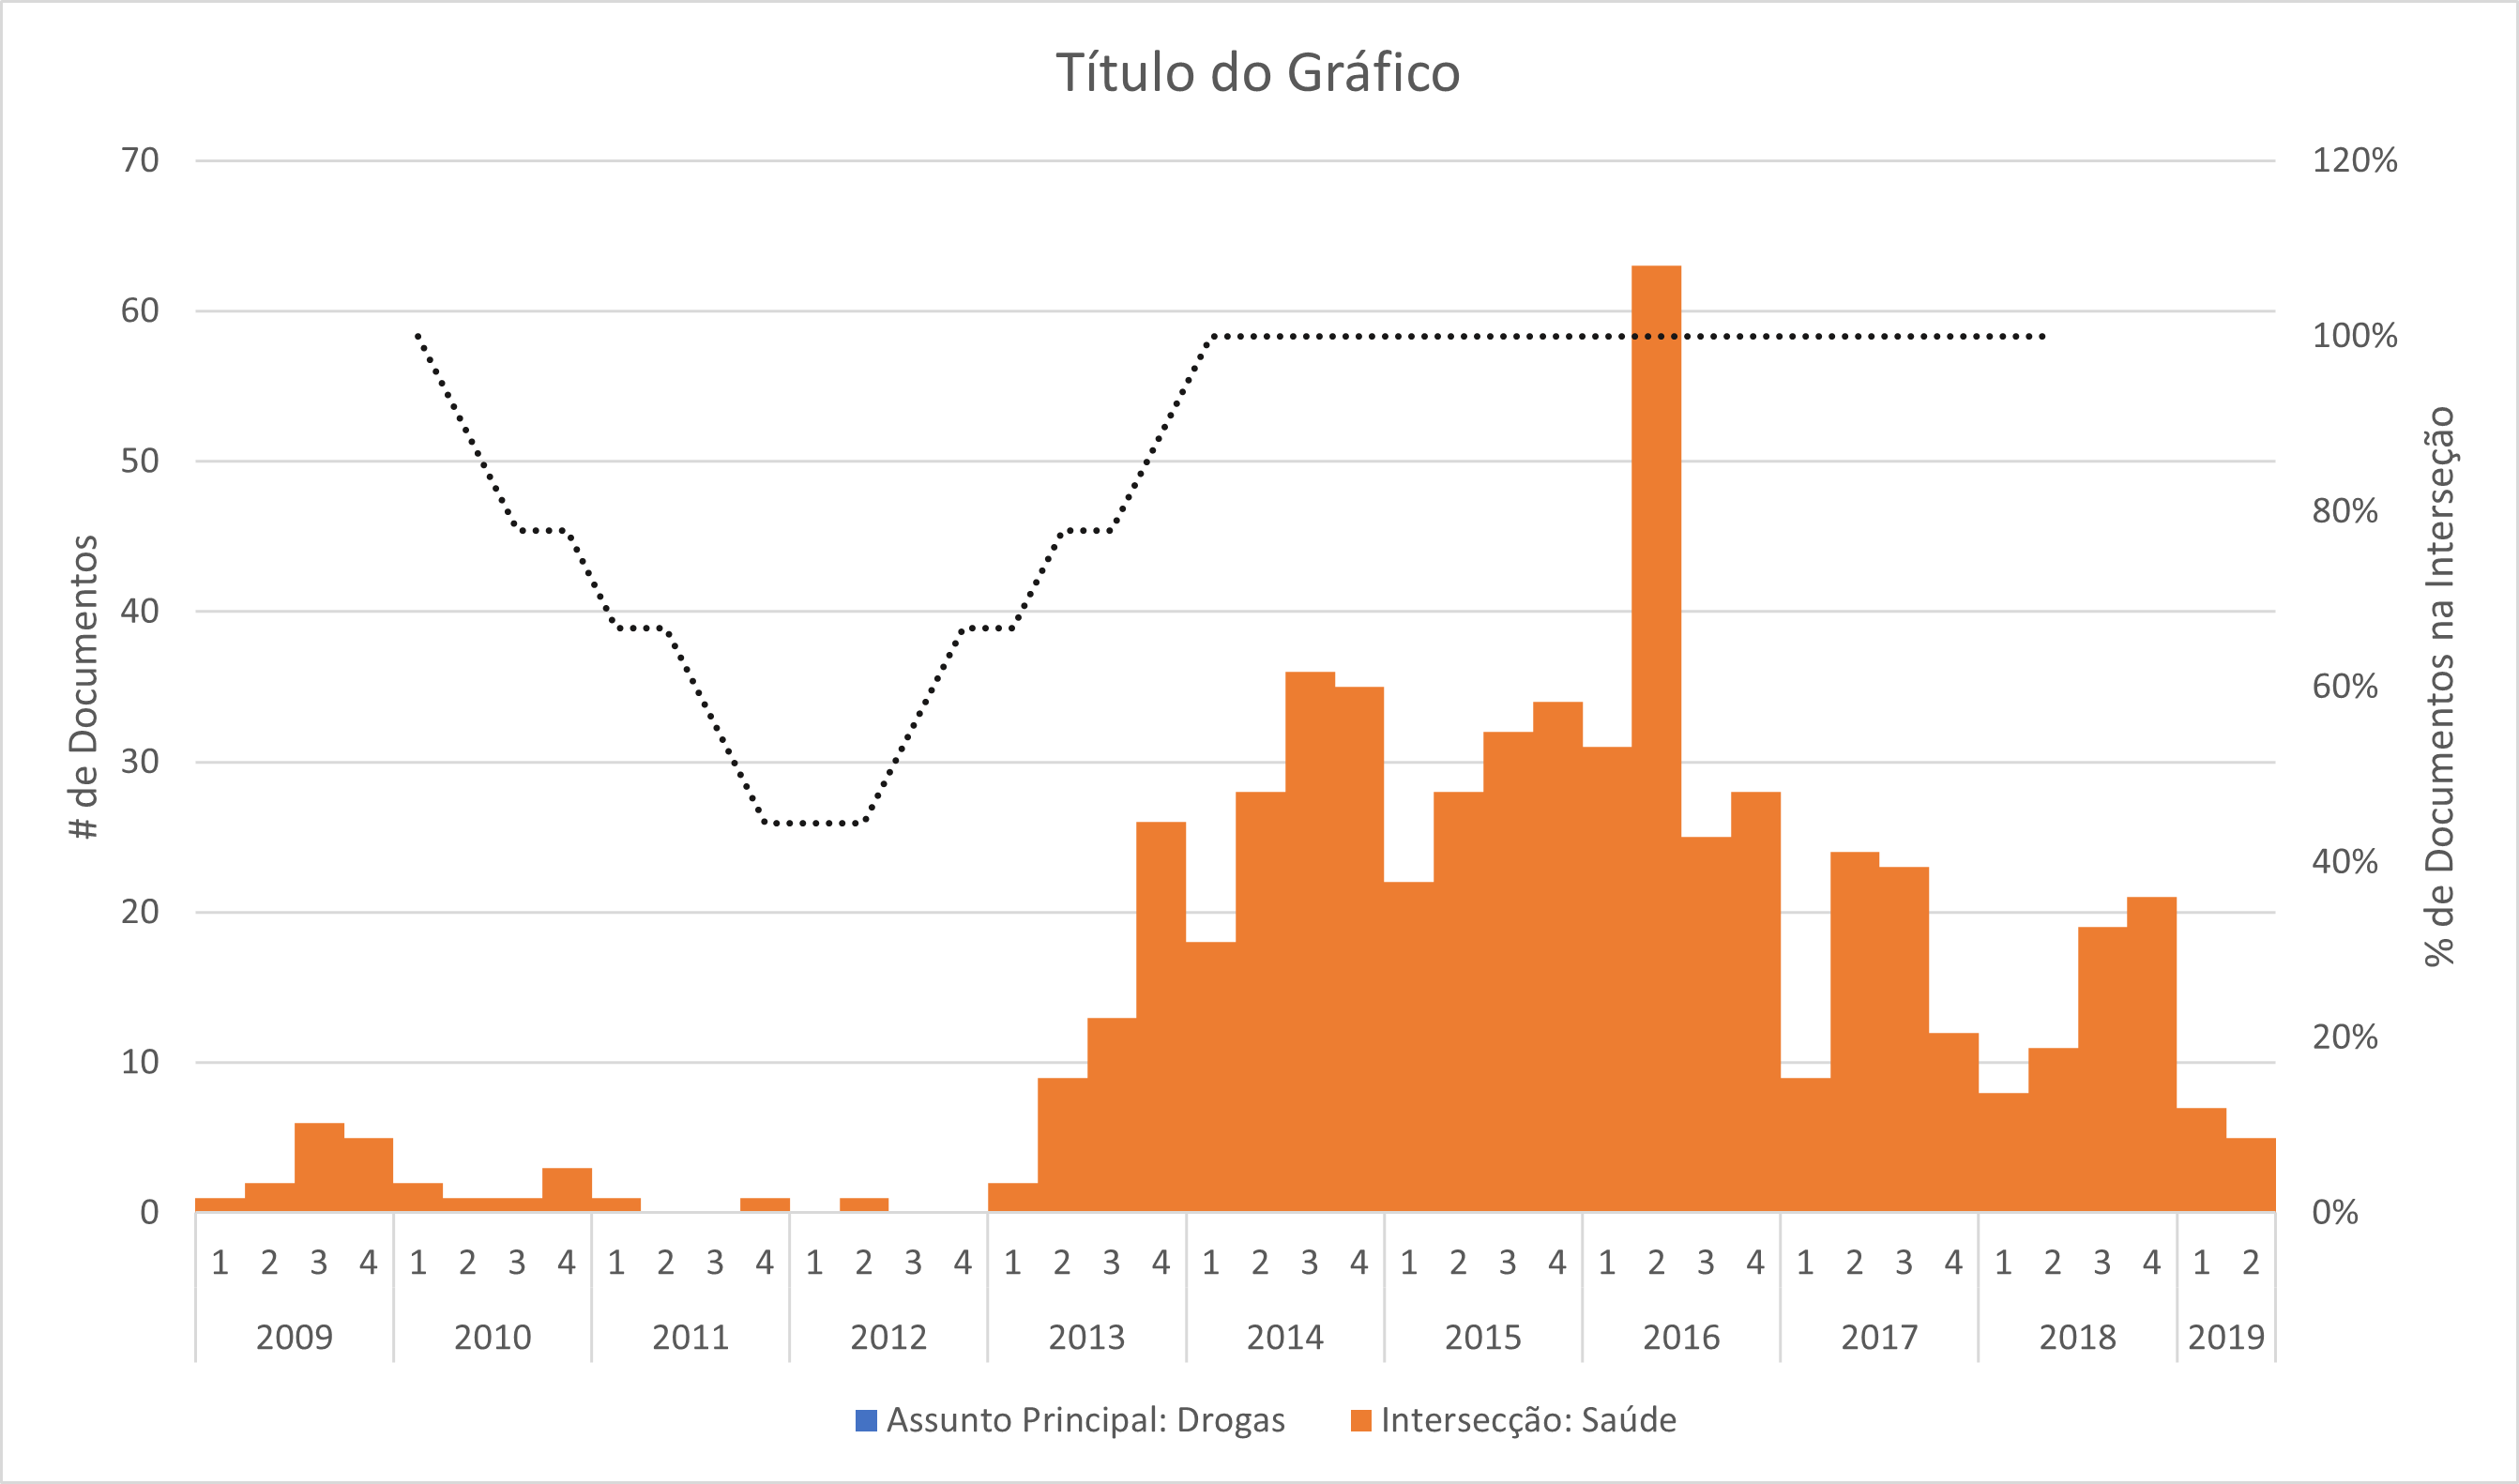 Título do Gráfico
70
60
50
40
30
20
10
0
# de Documentos
120%
100%
80%
60%
40%
20%
0%
% de Documentos na Interseção
1 2 3 4 1 2 3 4 1 2 3 4 1 2 3 4 1 2 3 4 1 2 3 4 1 2 3 4 1 2 3 4 1 2 3 4 1 2 3 4 1 2
2009 2010 2011 2012 2013 2014 2015 2016 2017 2018 2019
Assunto Principal: Drogas Intersecção: Saúde